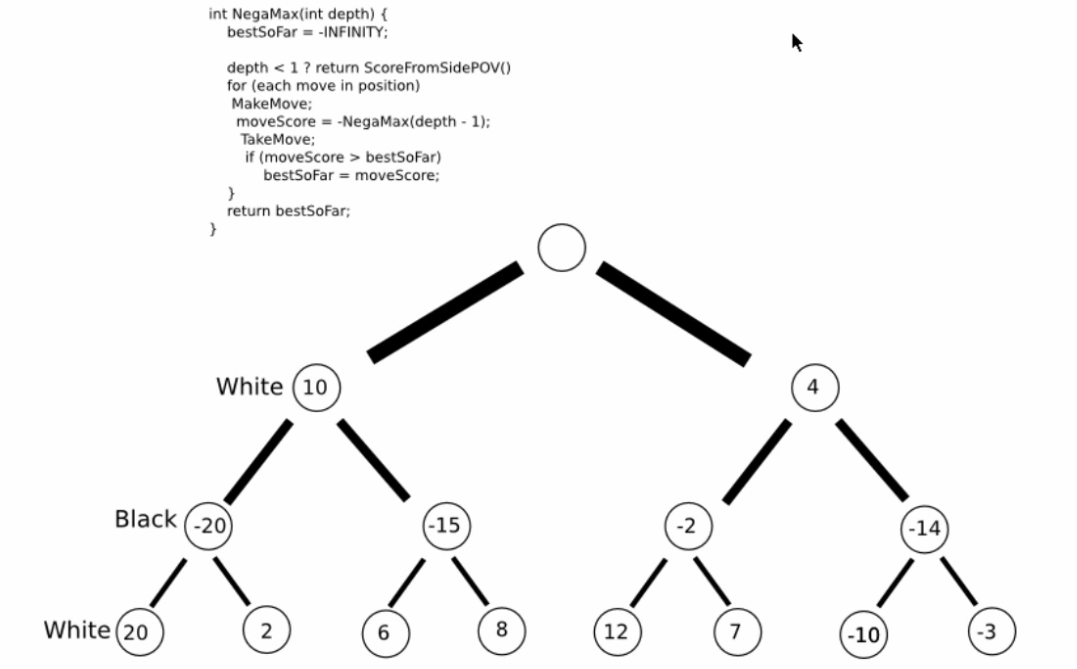 int NegaMax(int depth) {
bestSoFar = -INFINITY;
depth < 1 ? return ScoreFromSidePOV()
for (each move in position)
MakeMove;
moveScore = -NegaMax(depth - 1);
TakeMove;
if (moveScore > bestSoFar)
bestSoFar = moveScore;
}
return bestSoFar;
}
White 10 4
Black -20 -15 -2 -14
White 20 2 6 8 12 7 -10 -3